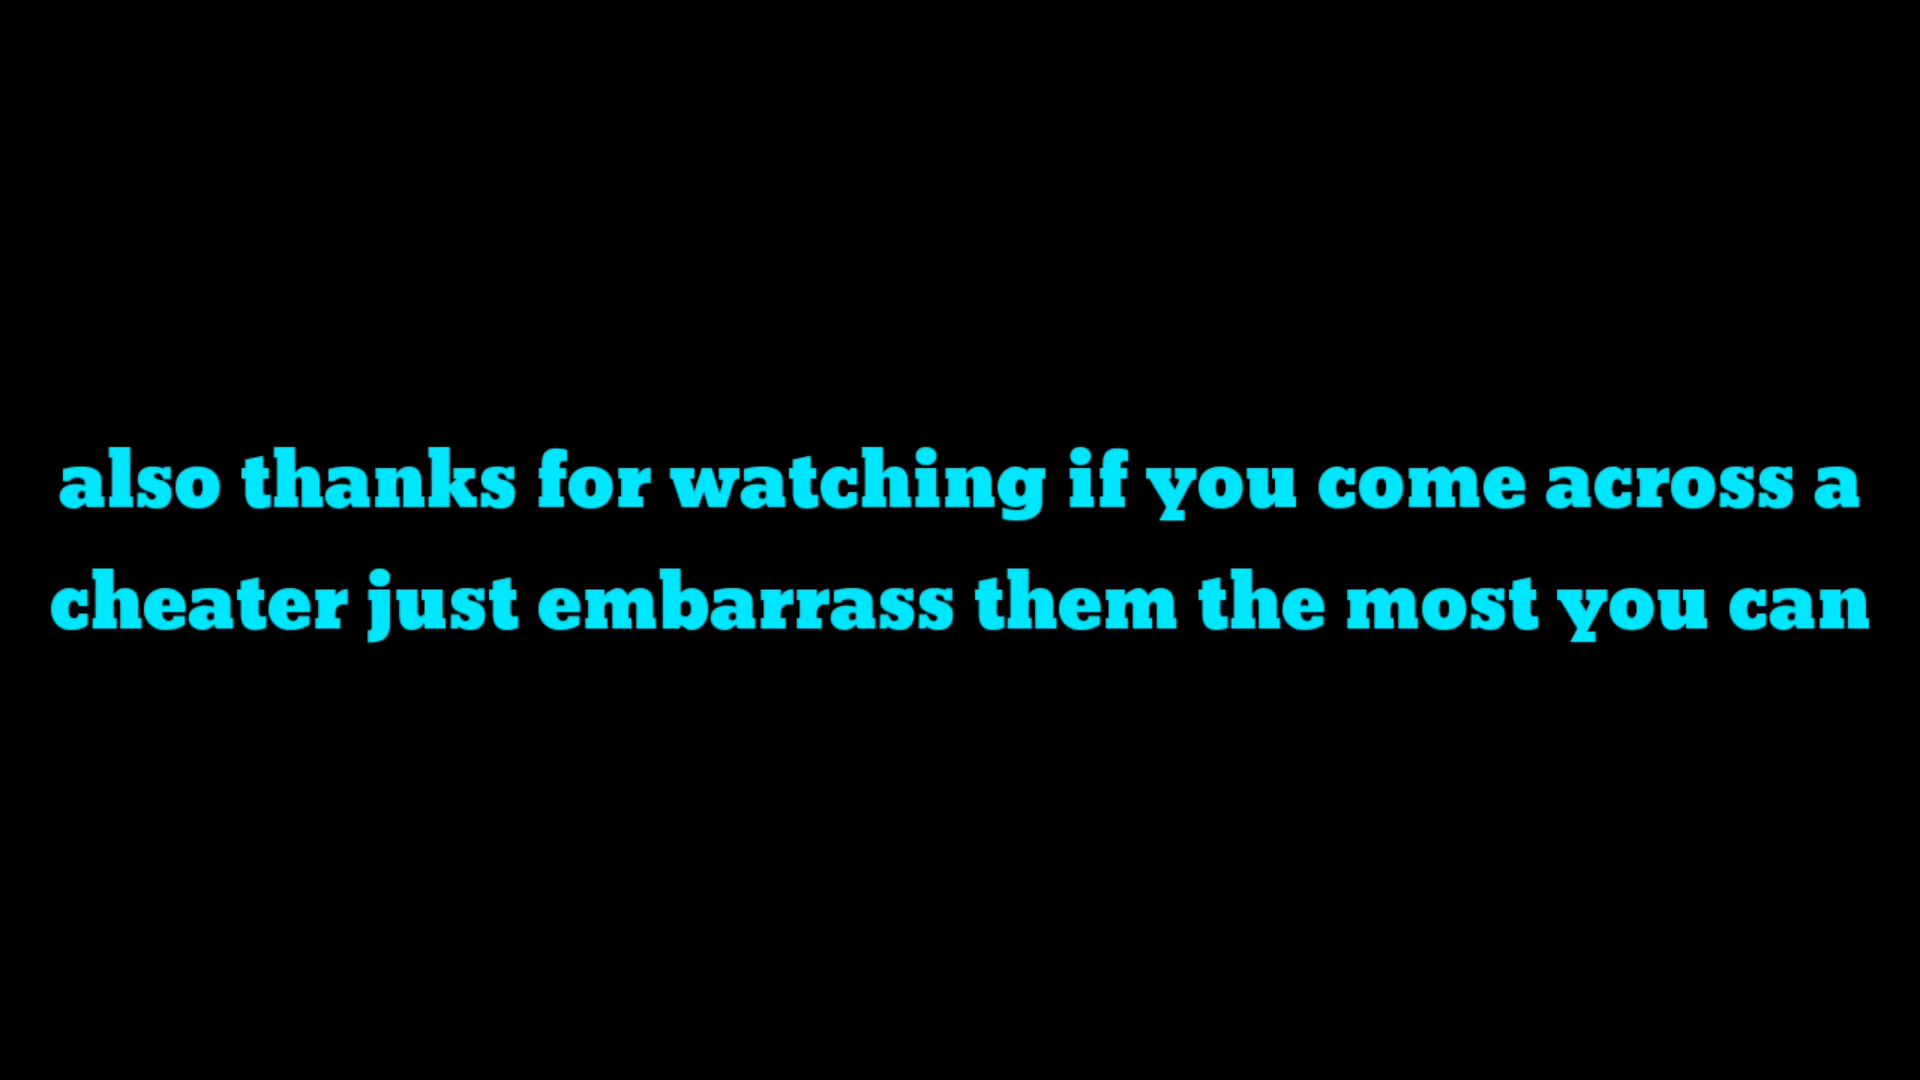 also thanks for watching if you come across a
cheater just embarrass them the most you can